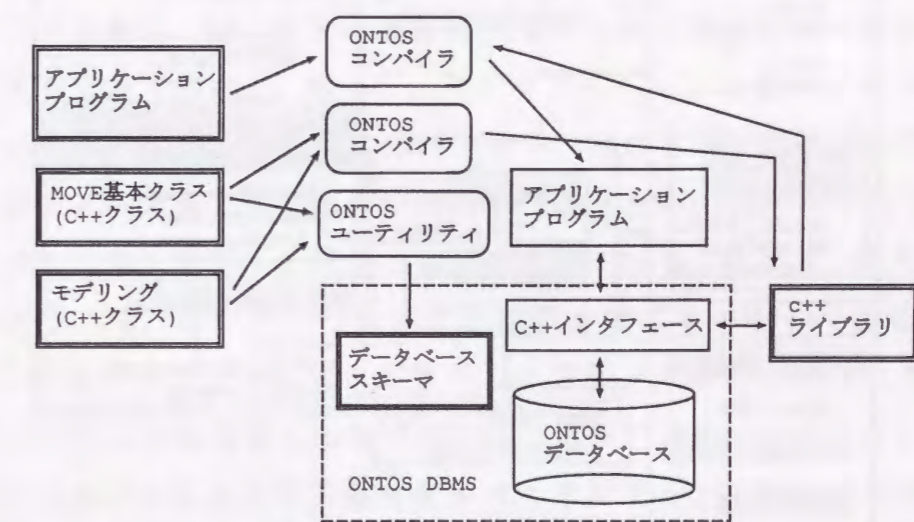 ONTOS
コンパイラ
アプリケーション
プログラム
ONTOS
コンパイラ
MOVE基本クラス
(C++クラス)
ONTOS
ユーティリティ
アプリケーション
プログラム
モデリング
(C++クラス)
C++インタフェース
C++
ライブラリ
データベース
スキーマ
ONTOS
データベース
ONTOS DBMS